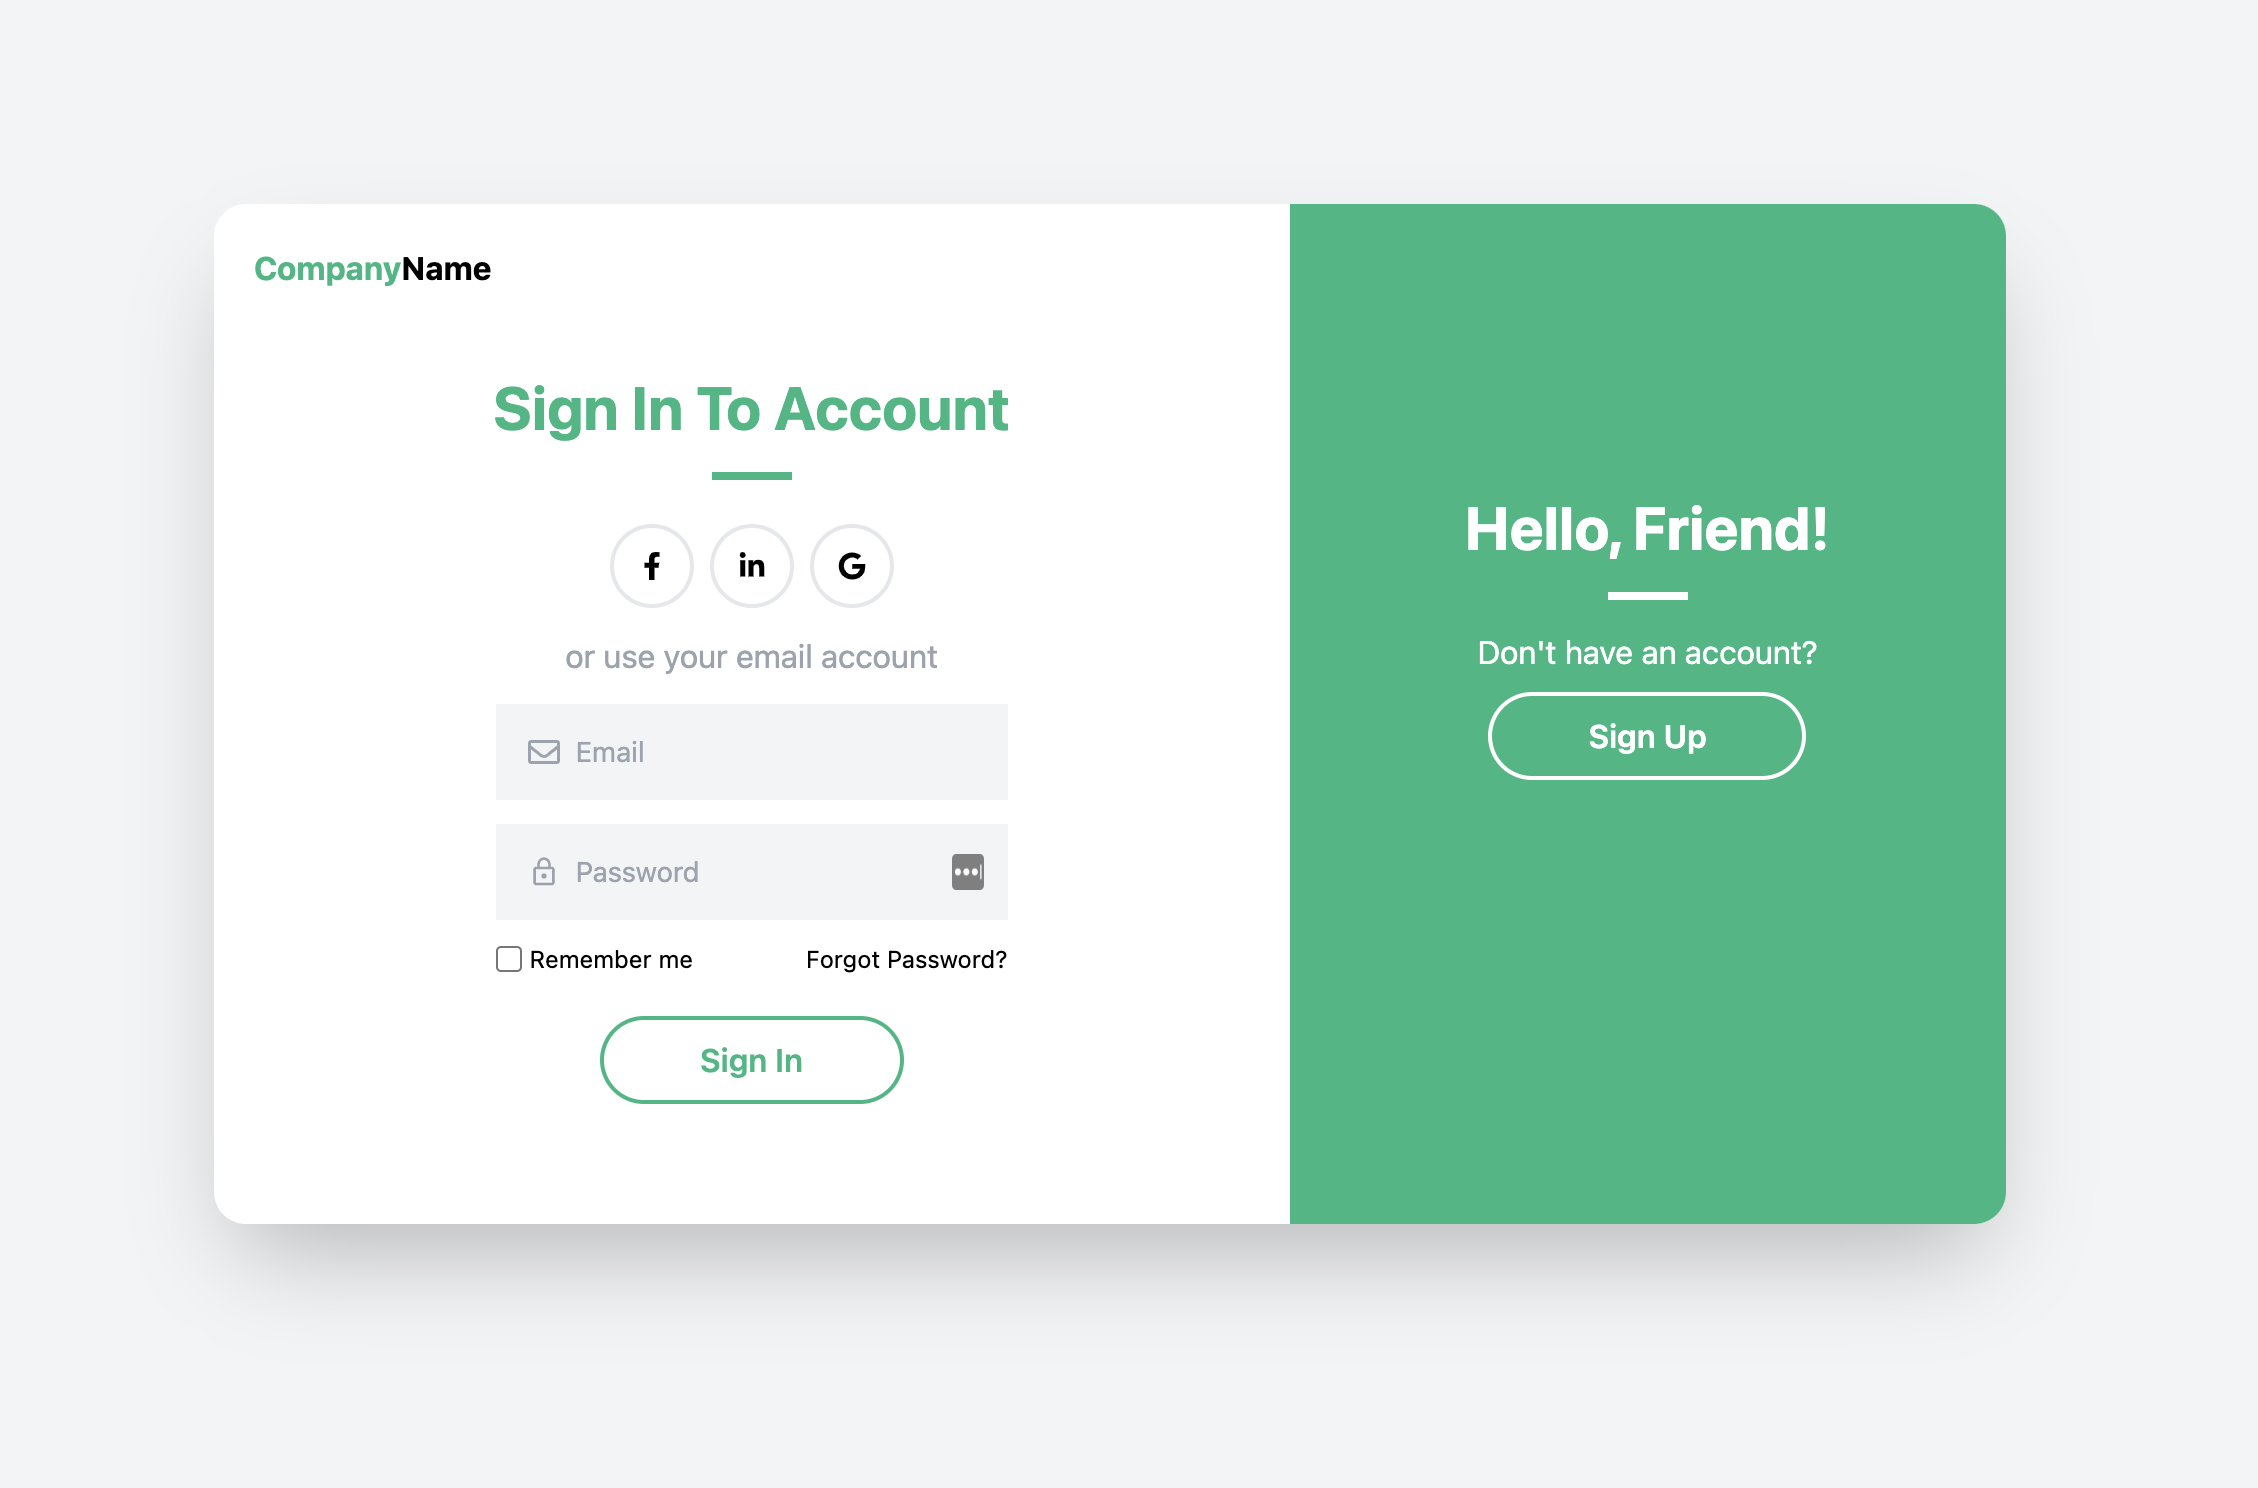 CompanyName
Sign In To Account
f in G
or use your email account
Email
Password
Remember me Forgot Password?
Sign In
Hello, Friend!
Don't have an account?
Sign Up